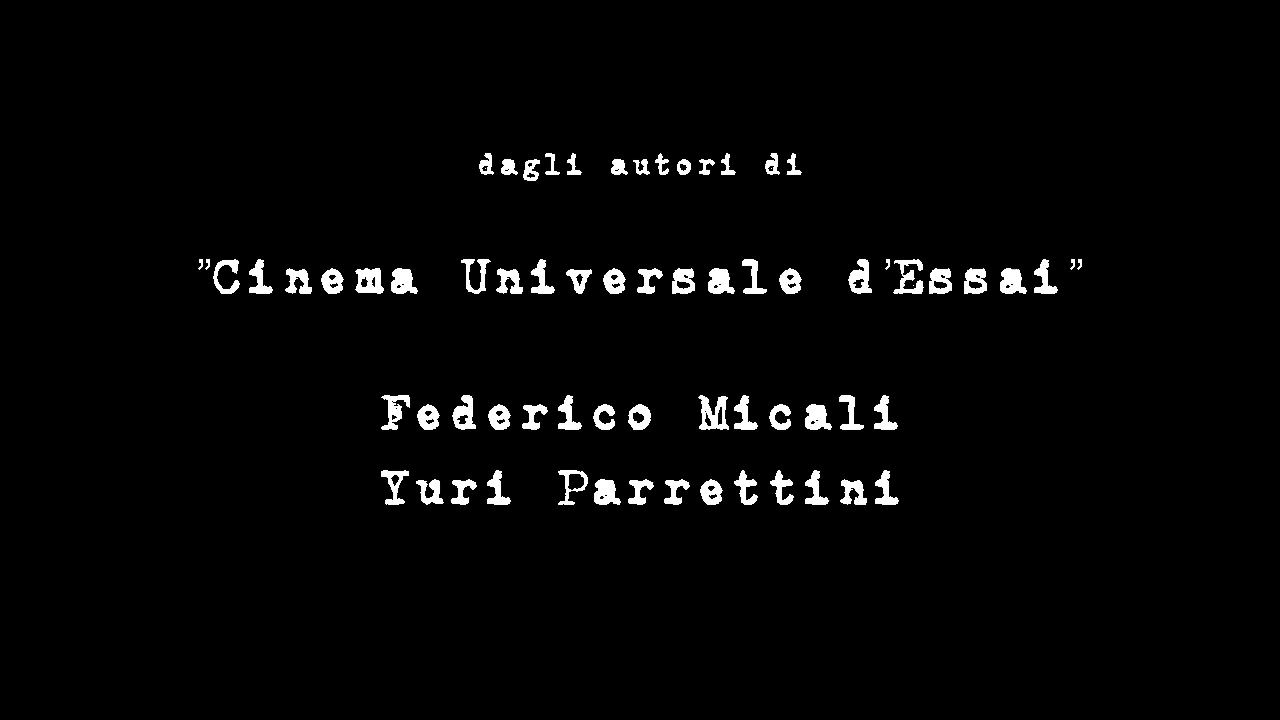 dagli autori di
”Cinema Universale d’Essai”
Federico Micali
Yuri Parrettini